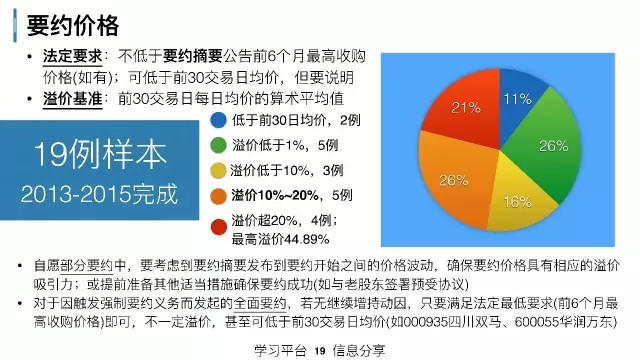 要约价格
• 法定要求：不低于要约摘要公告前6个月最高收购
价格(如有)；可低于前30交易日均价，但要说明
• 溢价基准：前30交易日每日均价的算术平均值
19例样本
2013-2015完成
低于前30日均价，2例
溢价低于1%，5例
溢价低于10%，3例
溢价10%~20%，5例
溢价超20%，4例；
最高溢价44.89%
11%
26%
16%
26%
21%
• 自愿部分要约中，要考虑到要约摘要发布到要约开始之间的价格波动，确保要约价格具有相应的溢价
吸引力；或提前准备其他适当措施确保要约成功(如与老股东签署预受协议)
• 对于因触发强制要约义务而发起的全面要约，若无继续增持动因，只要满足法定最低要求(前6个月最
高收购价格)即可，不一定溢价，甚至可低于前30交易日均价(如000935四川双马、600055华润万东)
学习平台 19 信息分享